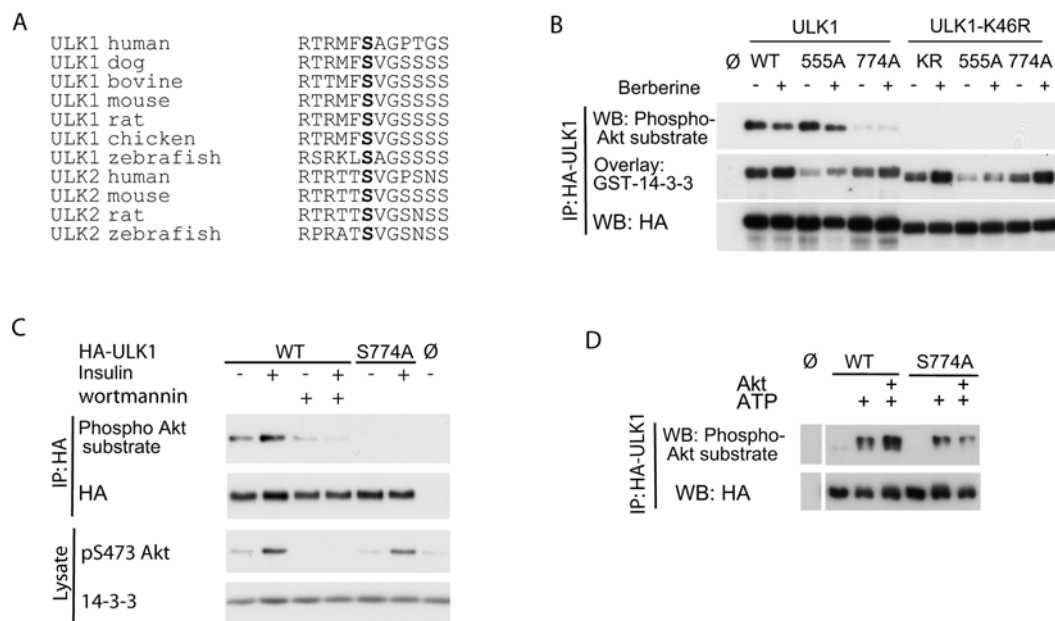 A
ULK1 human RTRMFSAGPTGSS
ULK1 dog RTRMFSVGSSSS
ULK1 bovine RTTMFSVGSSSS
ULK1 mouse RTRMFSVGSSSS
ULK1 rat RTRMFSVGSSSS
ULK1 chicken RTRMFSVGSSSS
ULK1 zebrafish RSRKLSAGSSSS
ULK2 human RTRTTSVGPSNS
ULK2 mouse RTRTTSVGSNSS
ULK2 rat RTRTTSVGSNSS
ULK2 zebrafish RPRATSVGSNSS
B
ULK1 ULK1-K46R
Ø WT 555A 774A KR 555A 774A
Berberine - + - + - + - + - + - +
IP: HA-ULK1
WB: Phospho-
Akt substrate
Overlay:
GST-14-3-3
WB: HA
C
HA-ULK1 WT S774A Ø
Insulin - + - + - + -
wortmannin + +
IP: HA
Phospho Akt
substrate
HA
Lysate
pS473 Akt
14-3-3
D
Ø WT S774A
Akt + +
ATP + + + +
IP: HA-ULK1
WB: Phospho-
Akt substrate
WB: HA